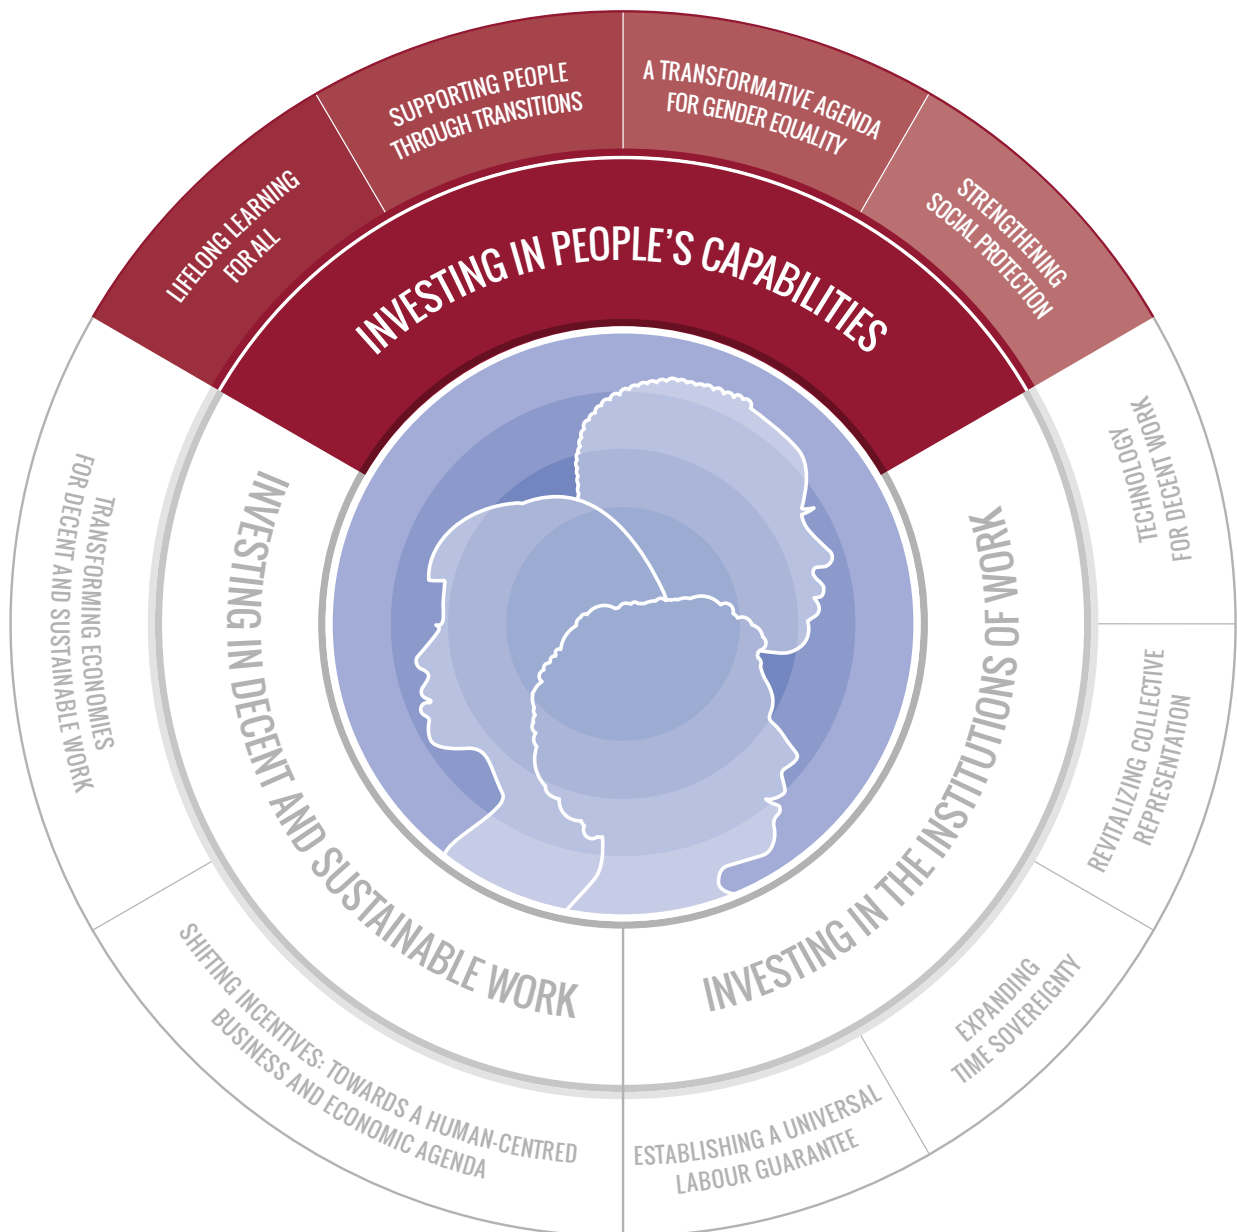 LIFELONG LEARNING
FOR ALL
SUPPORTING PEOPLE
THROUGH TRANSITIONS
A TRANSFORMATIVE AGENDA
FOR GENDER EQUALITY
STRENGTHENING
SOCIAL PROTECTION
INVESTING IN PEOPLE'S CAPABILITIES
TECHNOLOGY
FOR DECENT WORK
REVITALIZING COLLECTIVE
REPRESENTATION
EXPANDING
TIME SOVEREIGNTY
ESTABLISHING A UNIVERSAL
LABOUR GUARANTEE
INVESTING IN THE INSTITUTIONS OF WORK
TRANSFORMING ECONOMIES
FOR DECENT AND SUSTAINABLE WORK
SHIFTING INCENTIVES: TOWARDS A HUMAN-CENTRED
BUSINESS AND ECONOMIC AGENDA
INVESTING IN DECENT AND SUSTAINABLE WORK